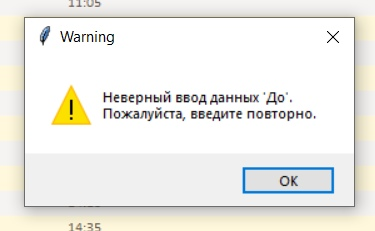 11:05
Warning
Неверный ввод данных 'До'.
Пожалуйста, введите повторно.
OK
14:35